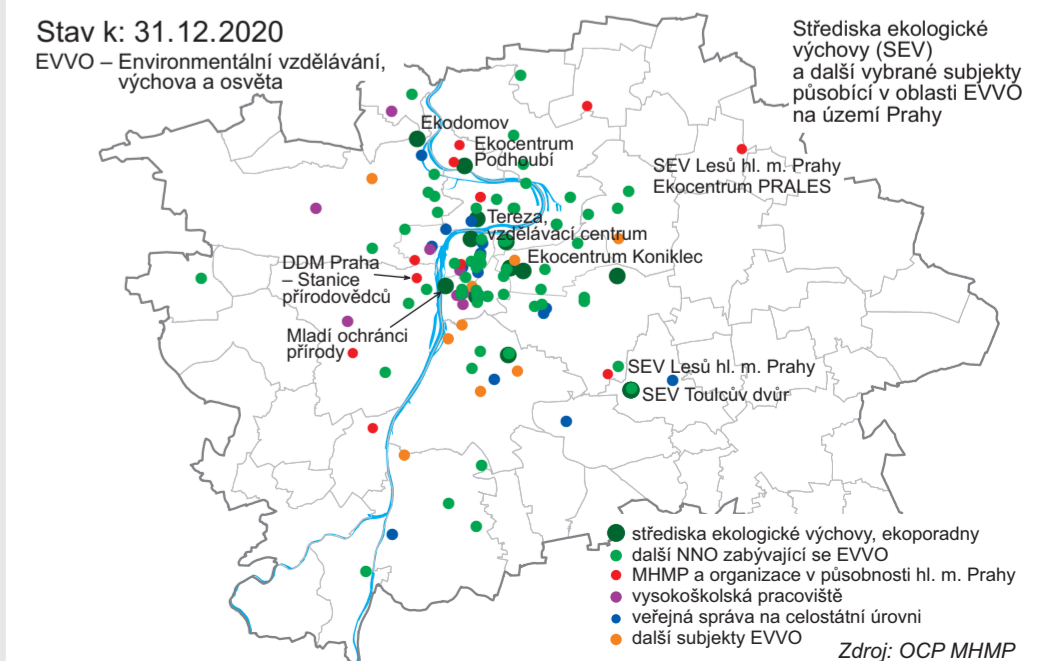 Stav k: 31.12.2020
EVVO – Environmentální vzdělávání,
výchova a osvěta
Střediska ekologické
výchovy (SEV)
a další vybrané subjekty
působící v oblasti EVVO
na území Prahy
Ekodomov
Ekocentrum
Podhoubí
SEV Lesů hl. m. Prahy
Ekocentrum PRALES
Tereza,
vzdělávací centrum
Ekocentrum Koniklec
DDM Praha
– Stanice
přírodovědců
Mladí ochránci
přírody
SEV Lesů hl. m. Prahy
SEV Toulcův dvůr
střediska ekologické výchovy, ekoporadny
další NNO zabývající se EVVO
MHMP a organizace v působnosti hl. m. Prahy
vysokoškolská pracoviště
veřejná správa na celostátní úrovni
další subjekty EVVO
Zdroj: OCP MHMP